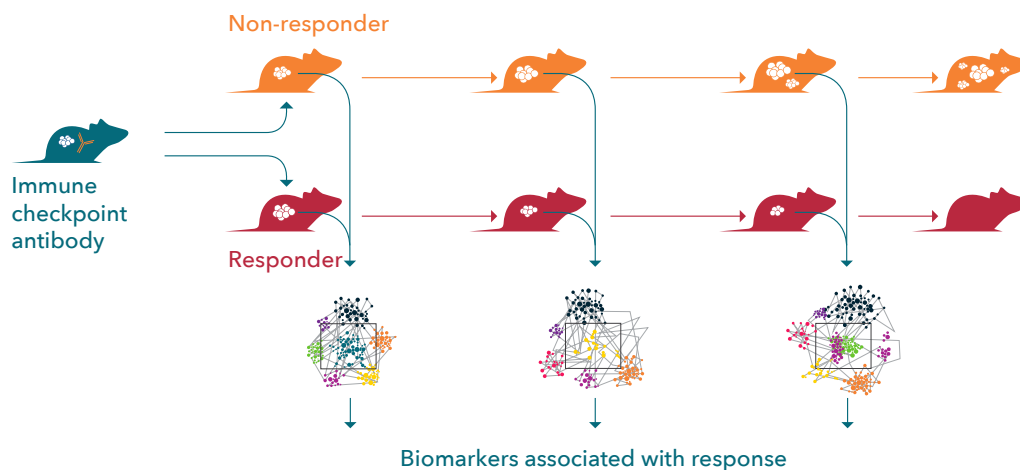 Non-responder
Immune
checkpoint
antibody
Responder
Biomarkers associated with response